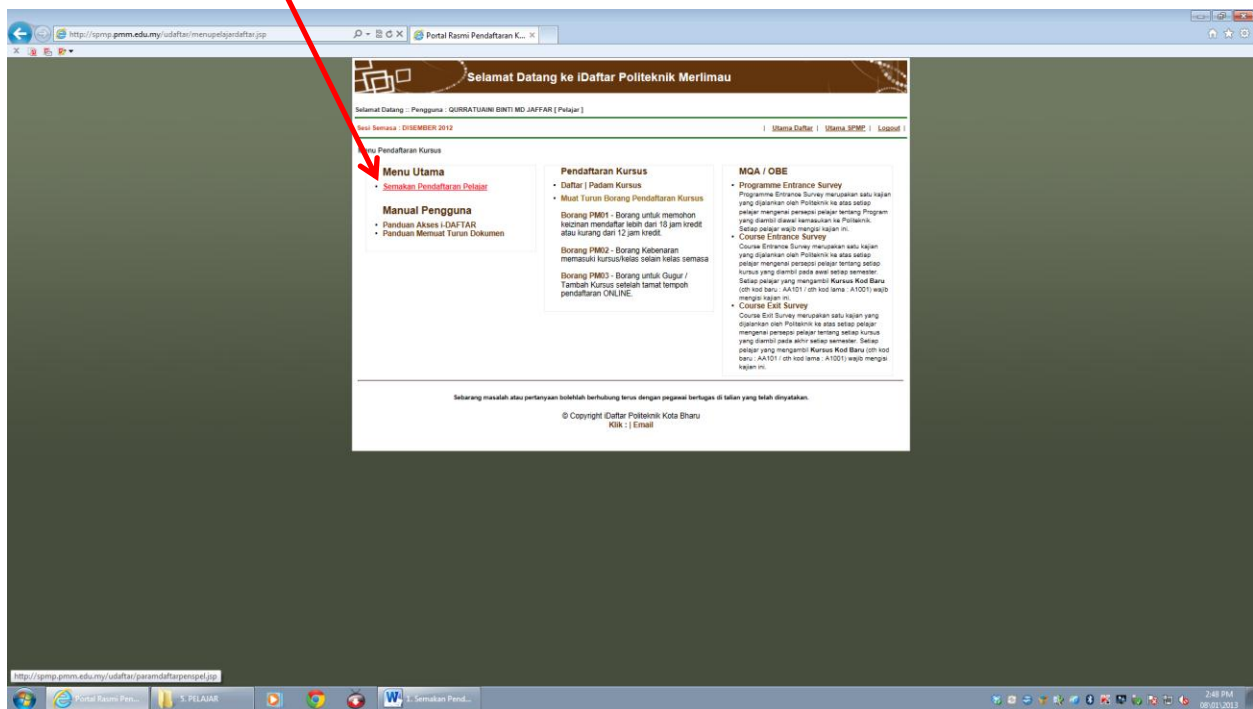 http://spmp.pmm.edu.my/udaftar/menupelajardaftar.jsp
Portal Rasmi Pendaftaran K...
Selamat Datang ke iDaftar Politeknik Merlimau
Selamat Datang :: Pengguna : QURRATUAINI BINTI MD JAFFAR [ Pelajar ]
Sesi Semasa : DISEMBER 2012
| Utama Daftar | Utama SPMP | Logout |
Menu Pendaftaran Kursus
Menu Utama
• Semakan Pendaftaran Pelajar
Manual Pengguna
• Panduan Akses i-DAFTAR
• Panduan Memuat Turun Dokumen
Pendaftaran Kursus
• Daftar | Padam Kursus
• Muat Turun Borang Pendaftaran Kursus
Borang PM01 - Borang untuk memohon
keizinan mendaftar lebih dari 18 jam kredit
atau kurang dari 12 jam kredit.
Borang PM02 - Borang Kebenaran
memasuki kursus/kelas selain kelas semasa
Borang PM03 - Borang untuk Gugur /
Tambah Kursus setelah tamat tempoh
pendaftaran ONLINE.
MQA / OBE
• Programme Entrance Survey
Programme Entrance Survey merupakan satu kajian
yang dijalankan oleh Politeknik ke atas setiap
pelajar mengenai persepsi pelajar tentang Program
yang diambil diawal kemasukan ke Politeknik.
Setiap pelajar wajib mengisi kajian ini.
• Course Entrance Survey
Course Entrance Survey merupakan satu kajian
yang dijalankan oleh Politeknik ke atas setiap
pelajar mengenai persepsi pelajar tentang setiap
kursus yang diambil pada awal setiap semester.
Setiap pelajar yang mengambil Kursus Kod Baru
(cth kod baru : AA101 / cth kod lama : A1001) wajib
mengisi kajian ini.
• Course Exit Survey
Course Exit Survey merupakan satu kajian yang
dijalankan oleh Politeknik ke atas setiap pelajar
mengenai persepsi pelajar tentang setiap kursus
yang diambil pada akhir setiap semester. Setiap
pelajar yang mengambil Kursus Kod Baru (cth kod
baru : AA101 / cth kod lama : A1001) wajib mengisi
kajian ini.
Sebarang masalah atau pertanyaan bolehlah berhubung terus dengan pegawai bertugas di talian yang telah dinyatakan.
© Copyright iDaftar Politeknik Kota Bharu
Klik : | Email
http://spmp.pmm.edu.my/udaftar/paramdaftarpenspel.jsp
Portal Rasmi Pen...
5. PELAJAR
1. Semakan Pend...
2:48 PM
08\01\2013